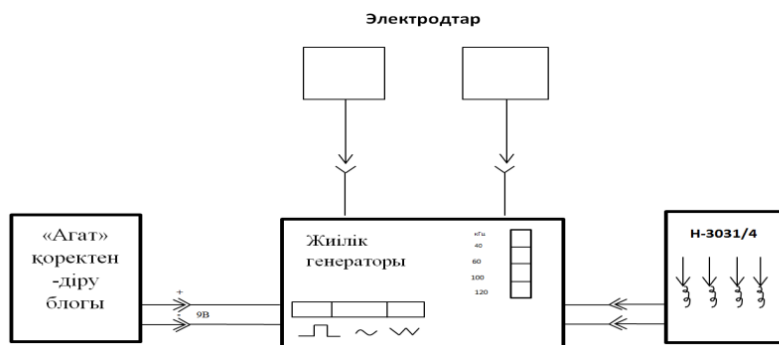 Электродтар
«Агат»
қоректен
-діру
блогы
+
-
9В
Жиілік
генераторы
кГц
40
60
100
120
Н-3031/4